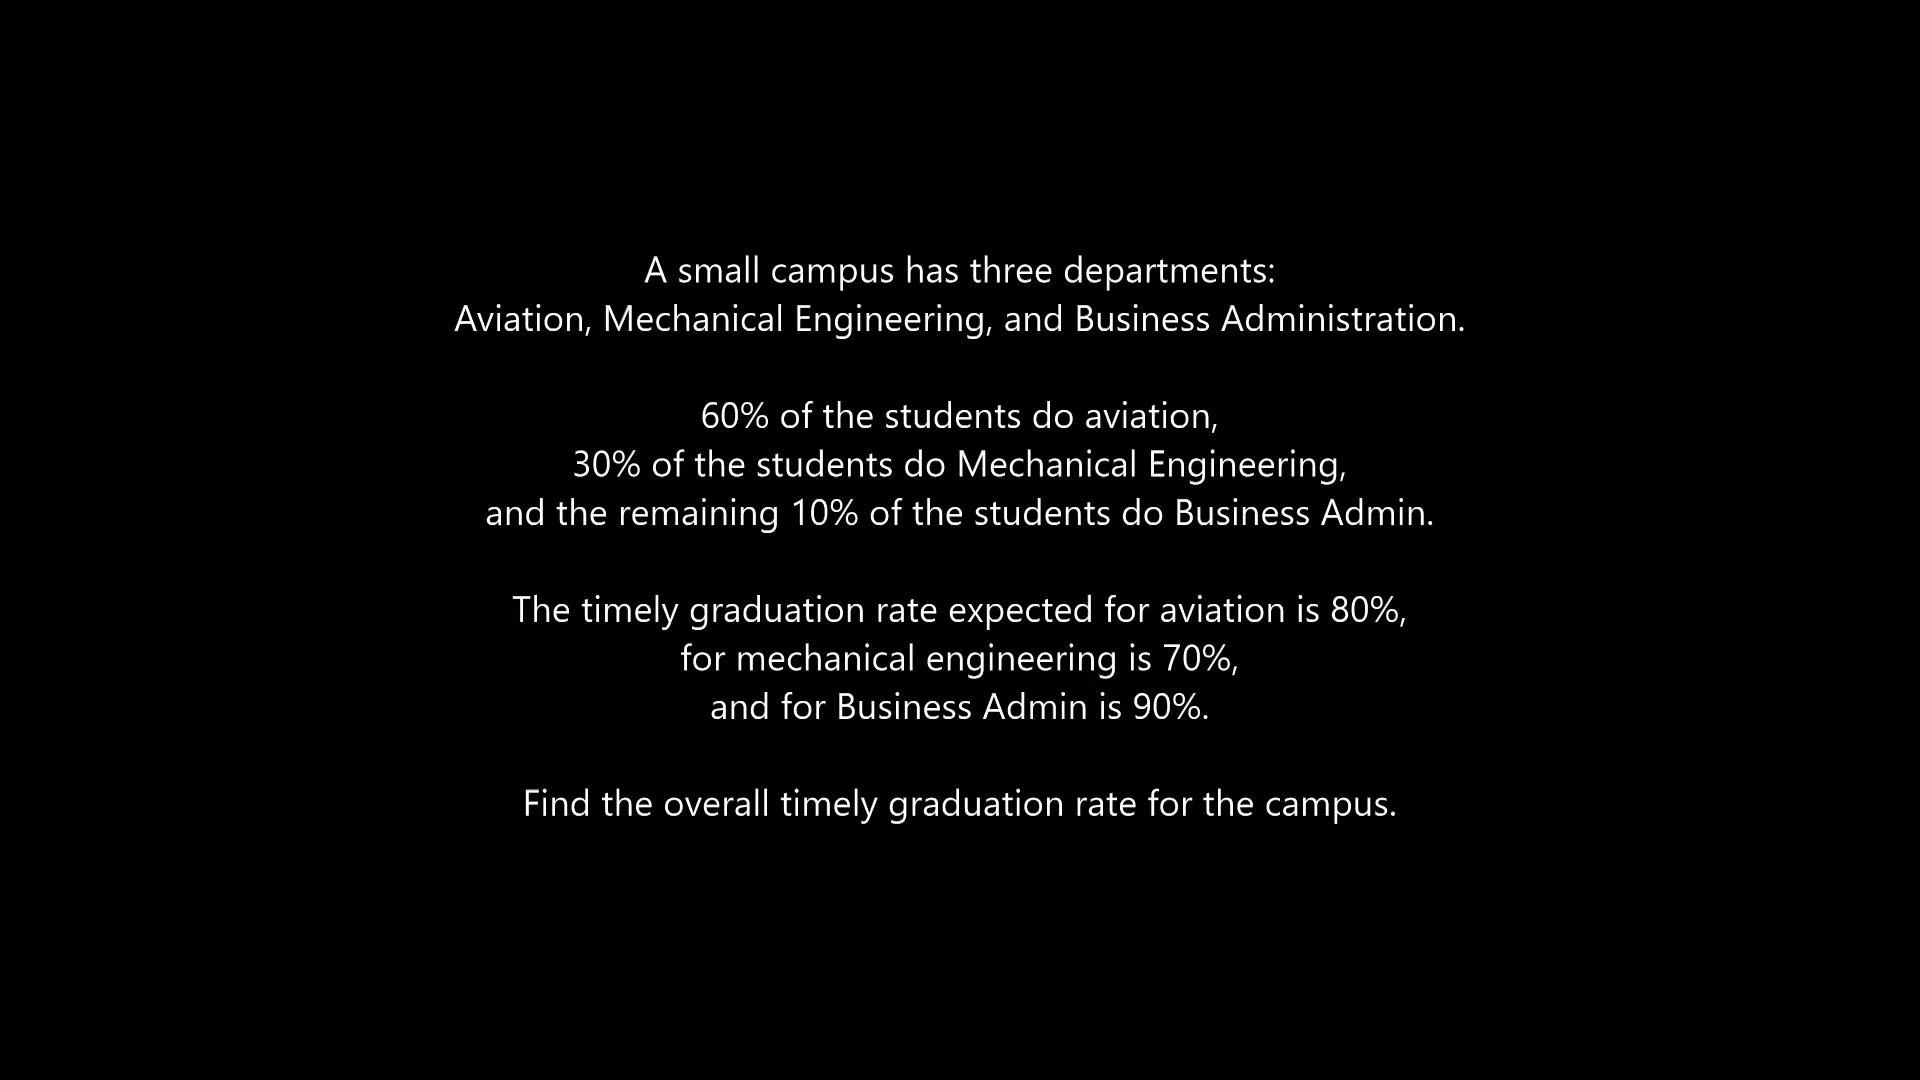 A small campus has three departments:
Aviation, Mechanical Engineering, and Business Administration.
60% of the students do aviation,
30% of the students do Mechanical Engineering,
and the remaining 10% of the students do Business Admin.
The timely graduation rate expected for aviation is 80%,
for mechanical engineering is 70%,
and for Business Admin is 90%.
Find the overall timely graduation rate for the campus.